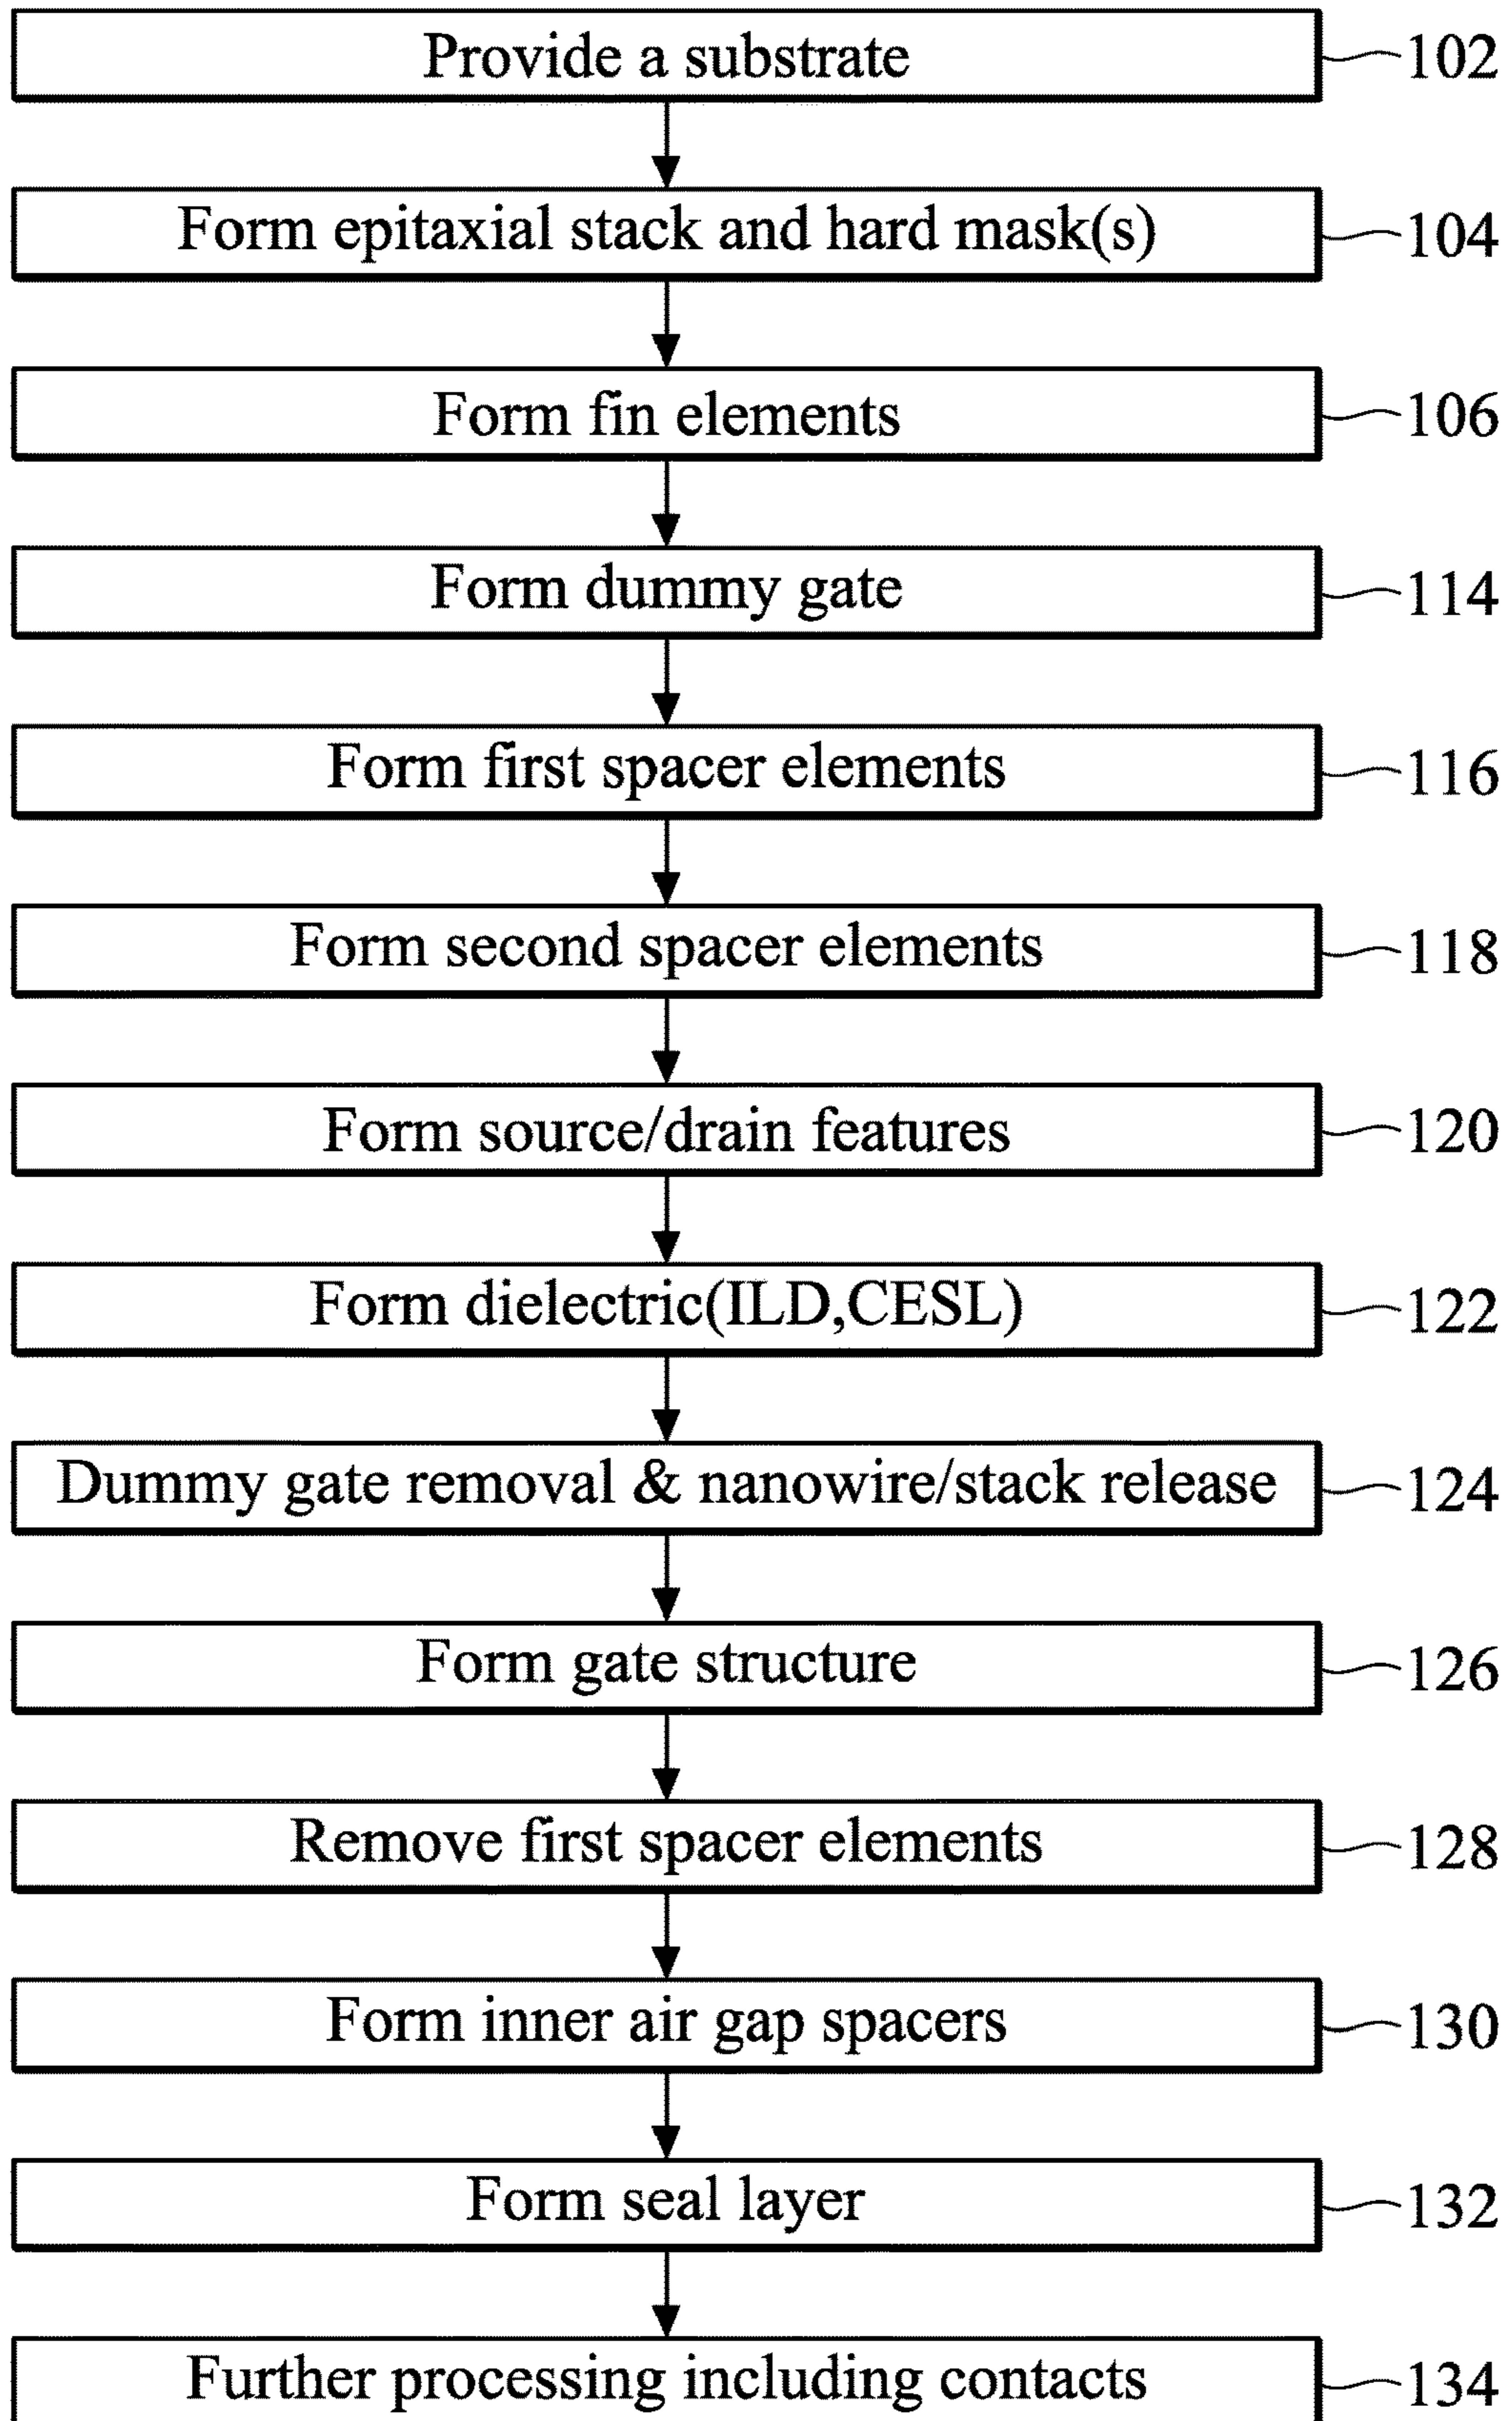 Provide a substrate 102
Form epitaxial stack and hard mask(s) 104
Form fin elements 106
Form dummy gate 114
Form first spacer elements 116
Form second spacer elements 118
Form source/drain features 120
Form dielectric(ILD,CESL) 122
Dummy gate removal & nanowire/stack release 124
Form gate structure 126
Remove first spacer elements 128
Form inner air gap spacers 130
Form seal layer 132
Further processing including contacts 134